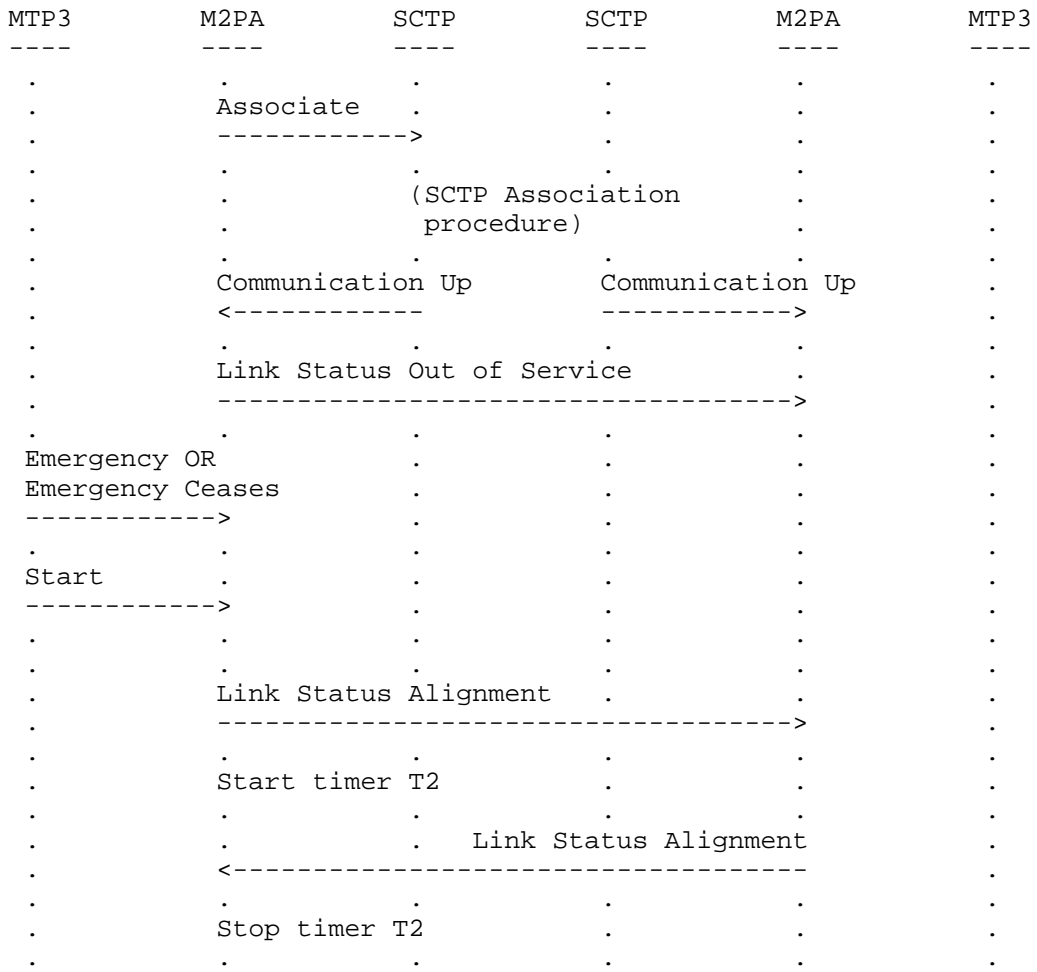 MTP3 M2PA SCTP SCTP M2PA MTP3
---- ---- ---- ---- ---- ----
. . . . . .
. Associate . . . .
. ------------> . . .
. . . . . .
. . (SCTP Association . .
. . procedure) . .
. . . . . .
. Communication Up Communication Up .
. <------------ ------------> .
. . . . . .
. Link Status Out of Service . .
. ------------------------------------> .
. . . . . .
Emergency OR . . . .
Emergency Ceases . . . .
------------> . . . .
. . . . . .
Start . . . . .
------------> . . . .
. . . . . .
. . . . . .
. Link Status Alignment . . .
. ------------------------------------> .
. . . . . .
. Start timer T2 . . .
. . . . . .
. . . Link Status Alignment .
. <------------------------------------ .
. . . . . .
. Stop timer T2 . . .
. . . . . .